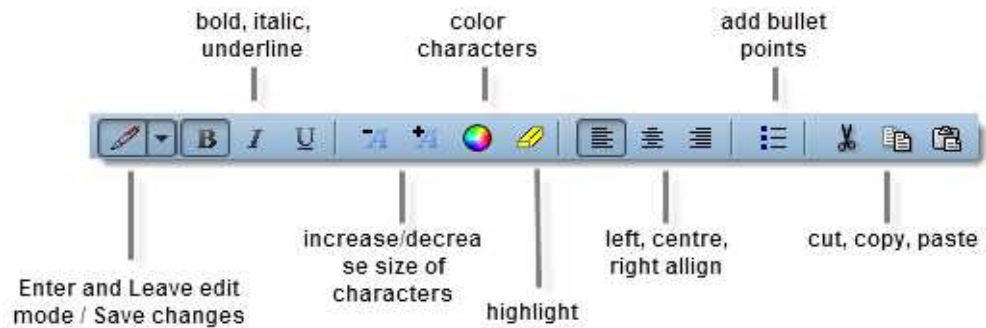 bold, italic,
underline
color
characters
add bullet
points
B I U -A +A
increase/decrea
se size of
characters
left, centre,
right allign
cut, copy, paste
Enter and Leave edit
mode / Save changes
highlight